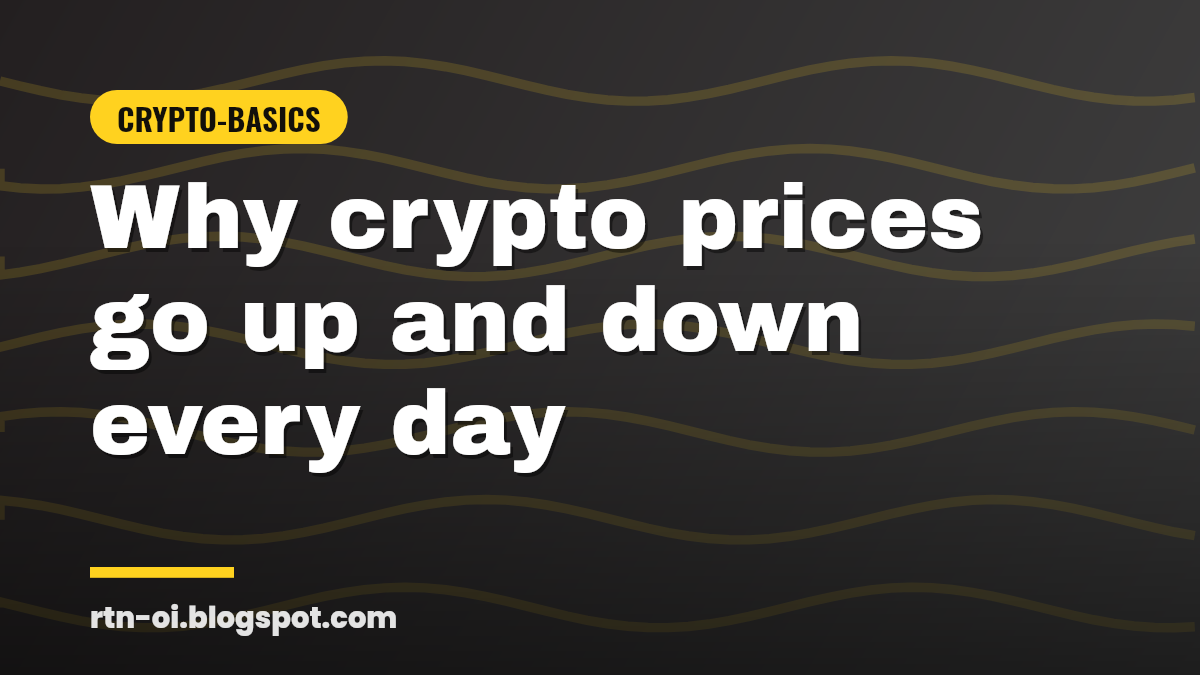 CRYPTO-BASICS
Why crypto prices
go up and down
every day
rtn-oi.blogspot.com